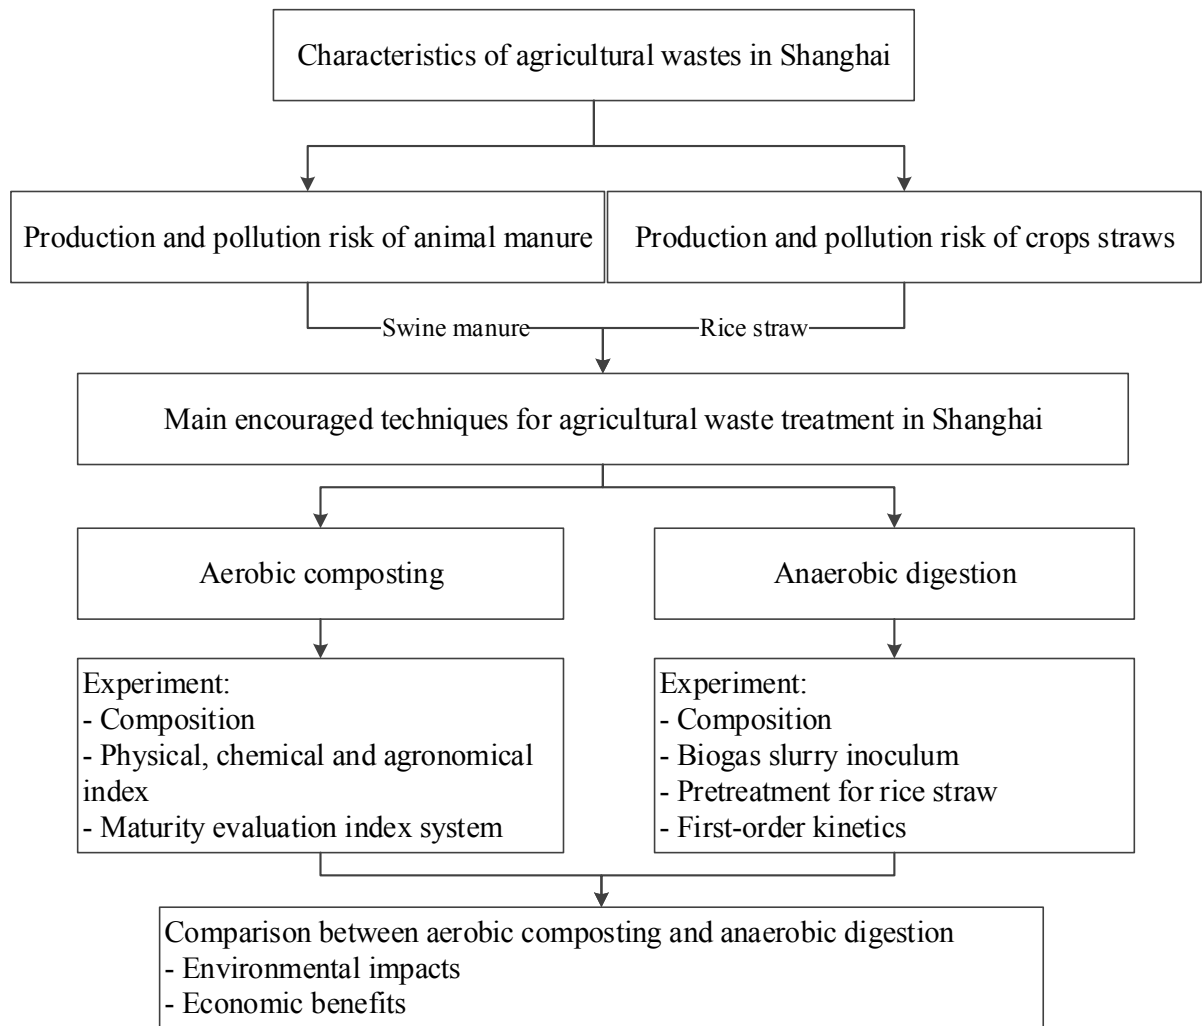 Characteristics of agricultural wastes in Shanghai
Production and pollution risk of animal manure
Production and pollution risk of crops straws
Swine manure
Rice straw
Main encouraged techniques for agricultural waste treatment in Shanghai
Aerobic composting
Anaerobic digestion
Experiment:
- Composition
- Physical, chemical and agronomical
index
- Maturity evaluation index system
Experiment:
- Composition
- Biogas slurry inoculum
- Pretreatment for rice straw
- First-order kinetics
Comparison between aerobic composting and anaerobic digestion
- Environmental impacts
- Economic benefits